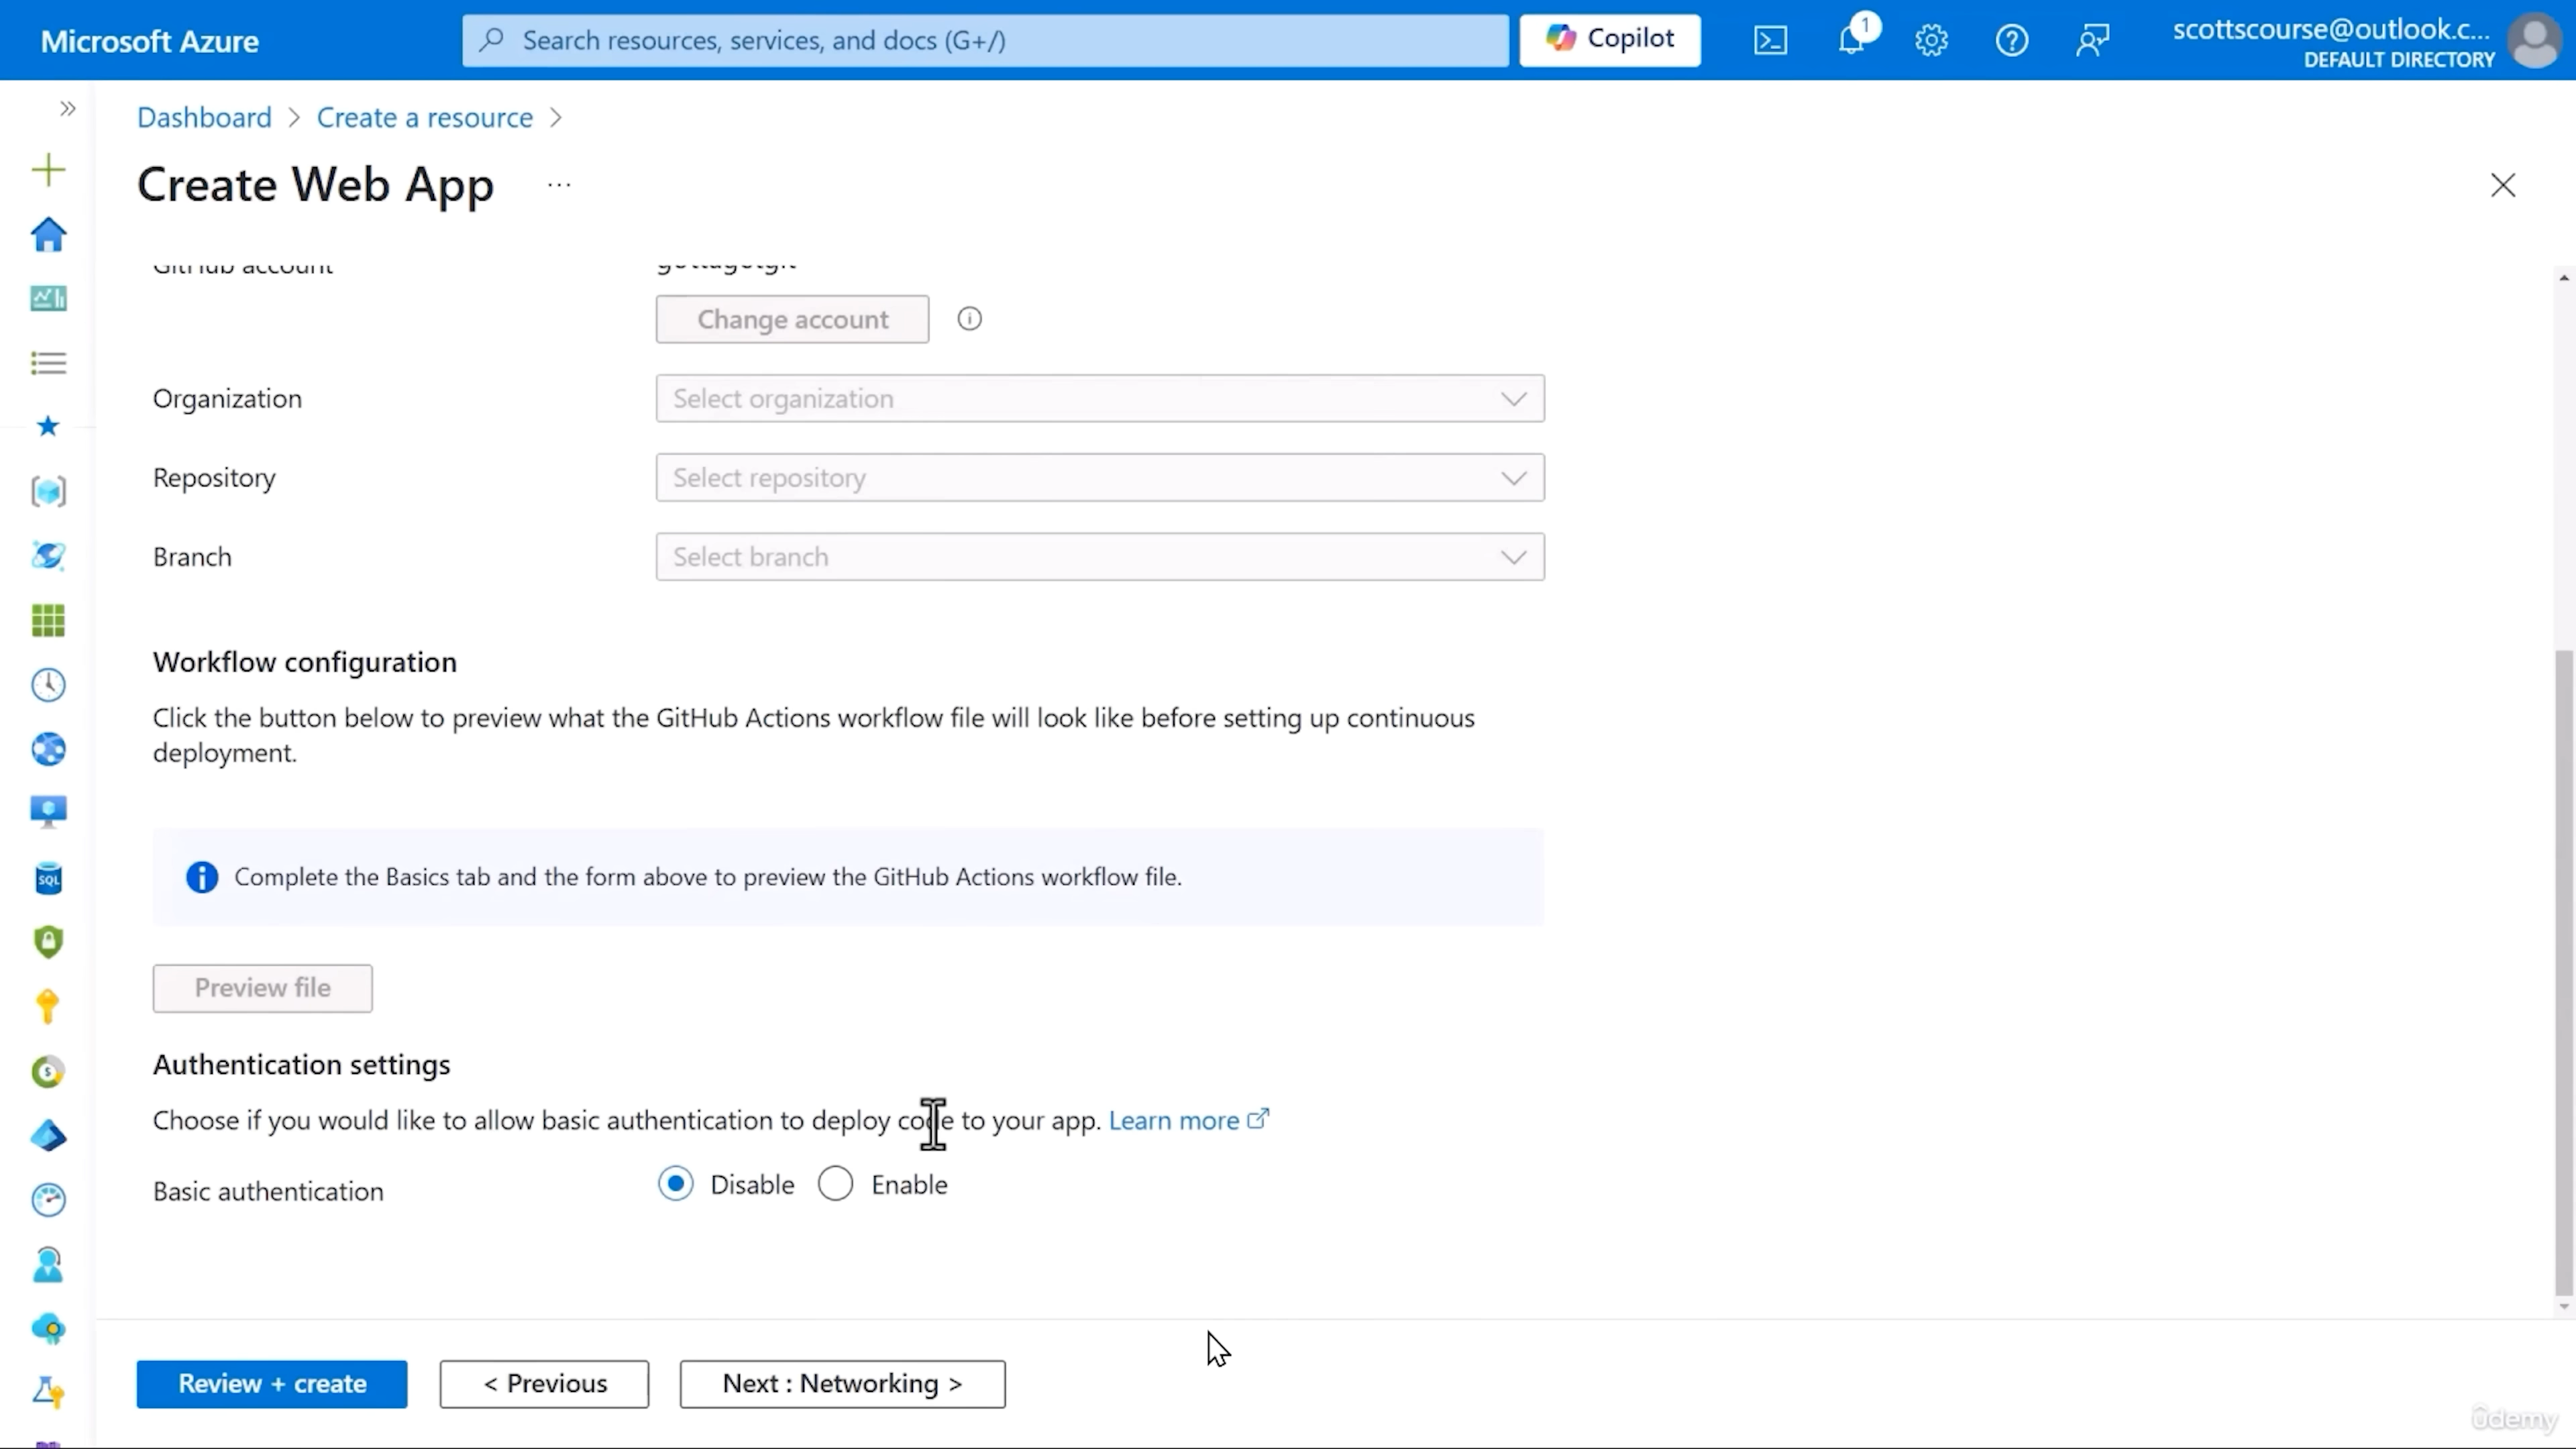 Microsoft Azure
Search resources, services, and docs (G+/)
Copilot
1
scottscourse@outlook.c...
DEFAULT DIRECTORY
Dashboard > Create a resource >
Create Web App ...
GitHub account
Change account
Organization
Select organization
Repository
Select repository
Branch
Select branch
Workflow configuration
Click the button below to preview what the GitHub Actions workflow file will look like before setting up continuous
deployment.
Complete the Basics tab and the form above to preview the GitHub Actions workflow file.
Preview file
Authentication settings
Choose if you would like to allow basic authentication to deploy code to your app. Learn more
Basic authentication
Disable
Enable
Review + create
< Previous
Next : Networking >
SQL
udemy